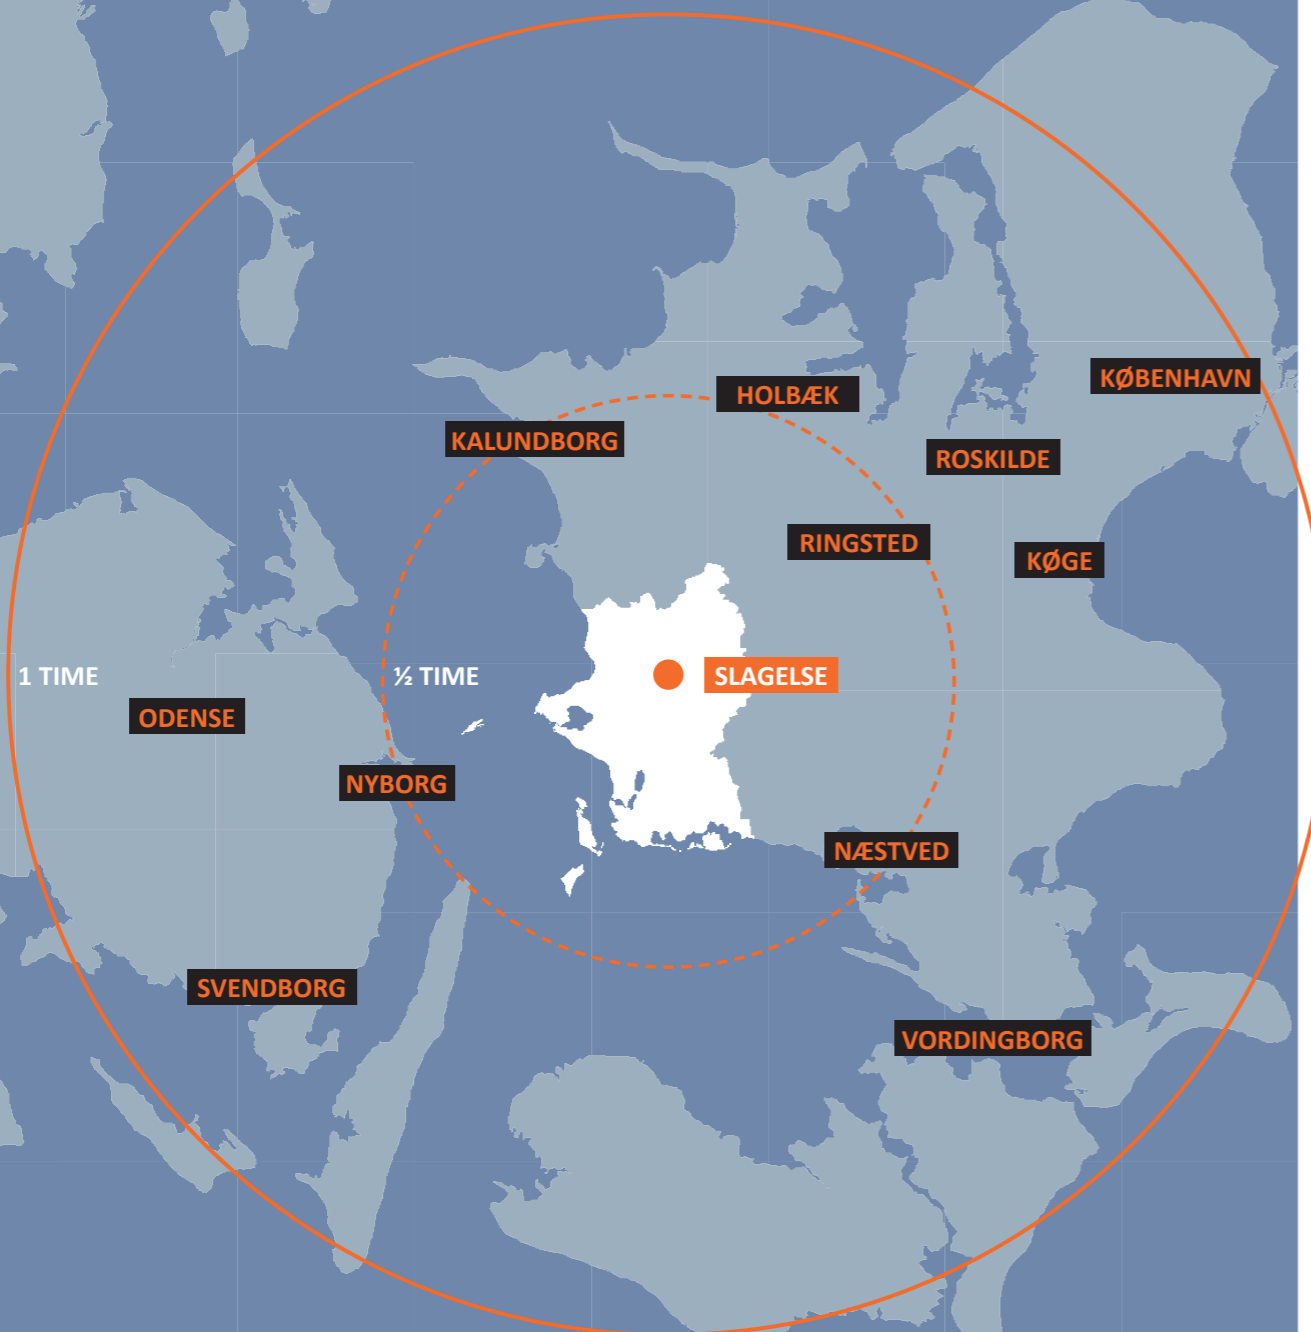 KØBENHAVN
HOLBÆK
KALUNDBORG
ROSKILDE
RINGSTED
KØGE
1 TIME
½ TIME
SLAGELSE
ODENSE
NYBORG
NÆSTVED
SVENDBORG
VORDINGBORG